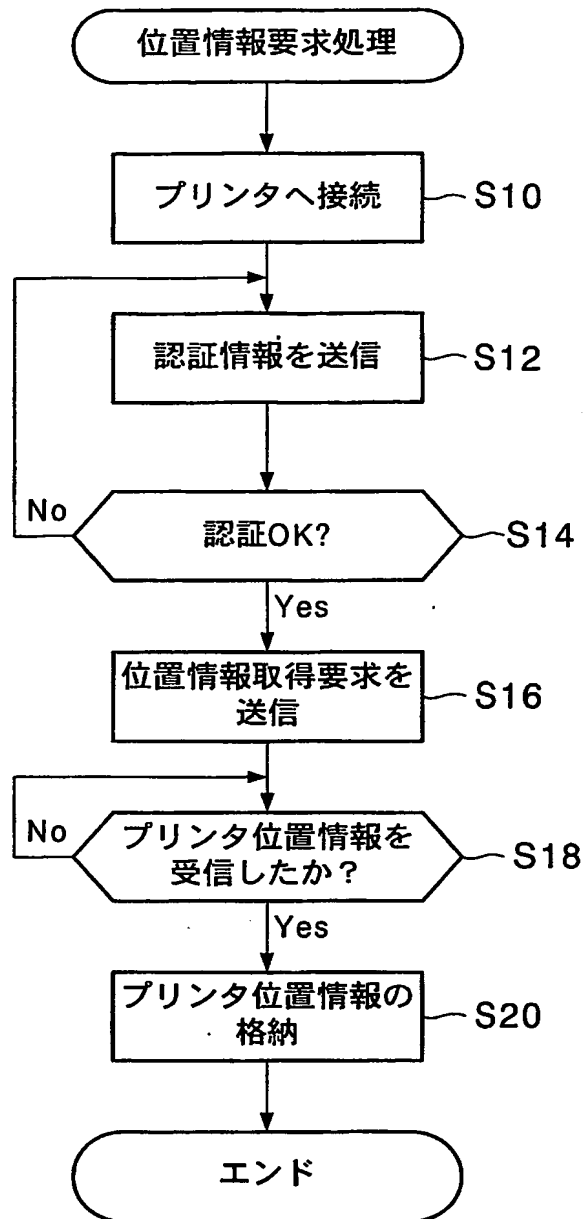 位置情報要求処理
プリンタへ接続
S10
認証情報を送信
S12
認証OK?
S14
No
Yes
位置情報取得要求を
送信
S16
プリンタ位置情報を
受信したか?
S18
No
Yes
プリンタ位置情報の
格納
S20
エンド